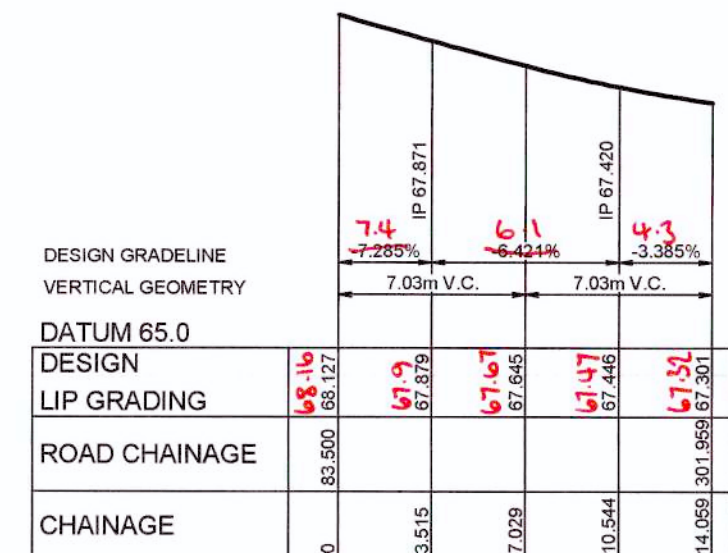 IP 67.871
IP 67.420
7.4
6.1
4.3
DESIGN GRADELINE
-7.285%
-6.421%
-3.385%
VERTICAL GEOMETRY
7.03m V.C.
7.03m V.C.
DATUM 65.0
DESIGN
LIP GRADING
68.16
68.127
67.9
67.879
67.67
67.645
67.47
67.446
67.32
67.301
ROAD CHAINAGE
83.500
301.959
CHAINAGE
0
3.515
7.029
10.544
14.059